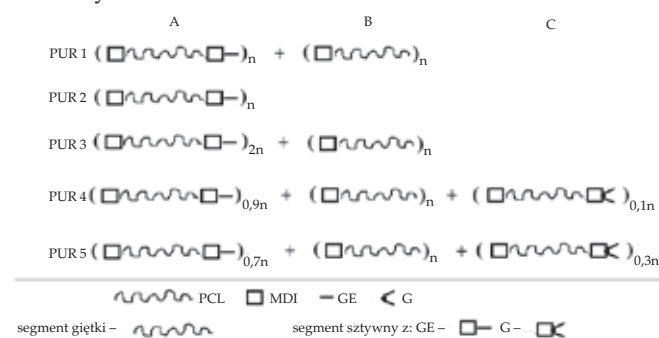 A B C
PUR 1 ( )n + ( )n
PUR 2 ( )n
PUR 3 ( )2n + ( )n
PUR 4 ( )0,9n + ( )n + ( )0,1n
PUR 5 ( )0,7n + ( )n + ( )0,3n
PCL MDI GE G
segment giętki – segment sztywny z: GE – G –